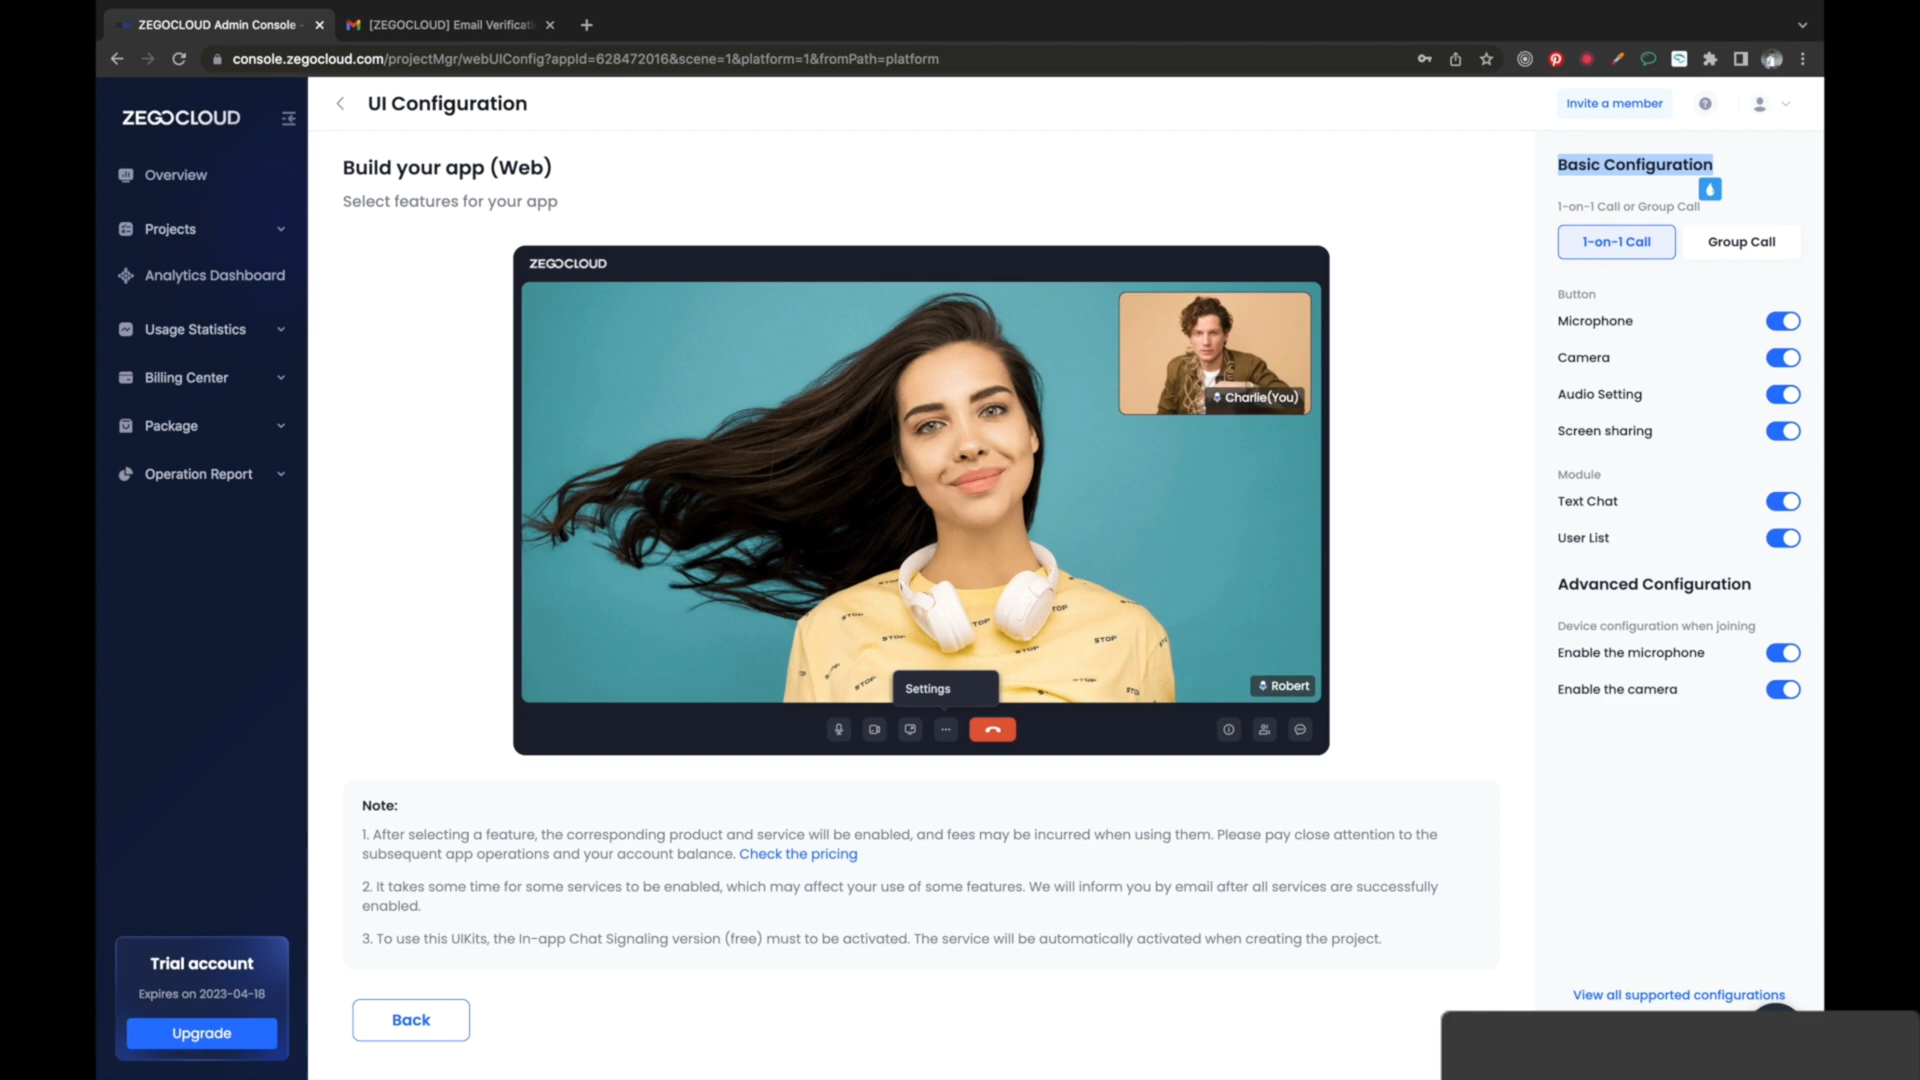 ZEGOCLOUD Admin Console -
[ZEGOCLOUD] Email Verificati
console.zegocloud.com/projectMgr/webUIConfig?appId=628472016&scene=1&platform=1&fromPath=platform
ZEGOCLOUD
Overview
Projects
Analytics Dashboard
Usage Statistics
Billing Center
Package
Operation Report
Trial account
Expires on 2023-04-18
Upgrade
UI Configuration
Invite a member
Build your app (Web)
Select features for your app
ZEGOCLOUD
Charlie(You)
STOP
STOP
STOP
STOP
STOP
STOP
Robert
Settings
Note:
1. After selecting a feature, the corresponding product and service will be enabled, and fees may be incurred when using them. Please pay close attention to the
subsequent app operations and your account balance. Check the pricing
2. It takes some time for some services to be enabled, which may affect your use of some features. We will inform you by email after all services are successfully
enabled.
3. To use this UIKits, the In-app Chat Signaling version (free) must to be activated. The service will be automatically activated when creating the project.
Back
Basic Configuration
1-on-1 Call or Group Call
1-on-1 Call
Group Call
Button
Microphone
Camera
Audio Setting
Screen sharing
Module
Text Chat
User List
Advanced Configuration
Device configuration when joining
Enable the microphone
Enable the camera
View all supported configurations